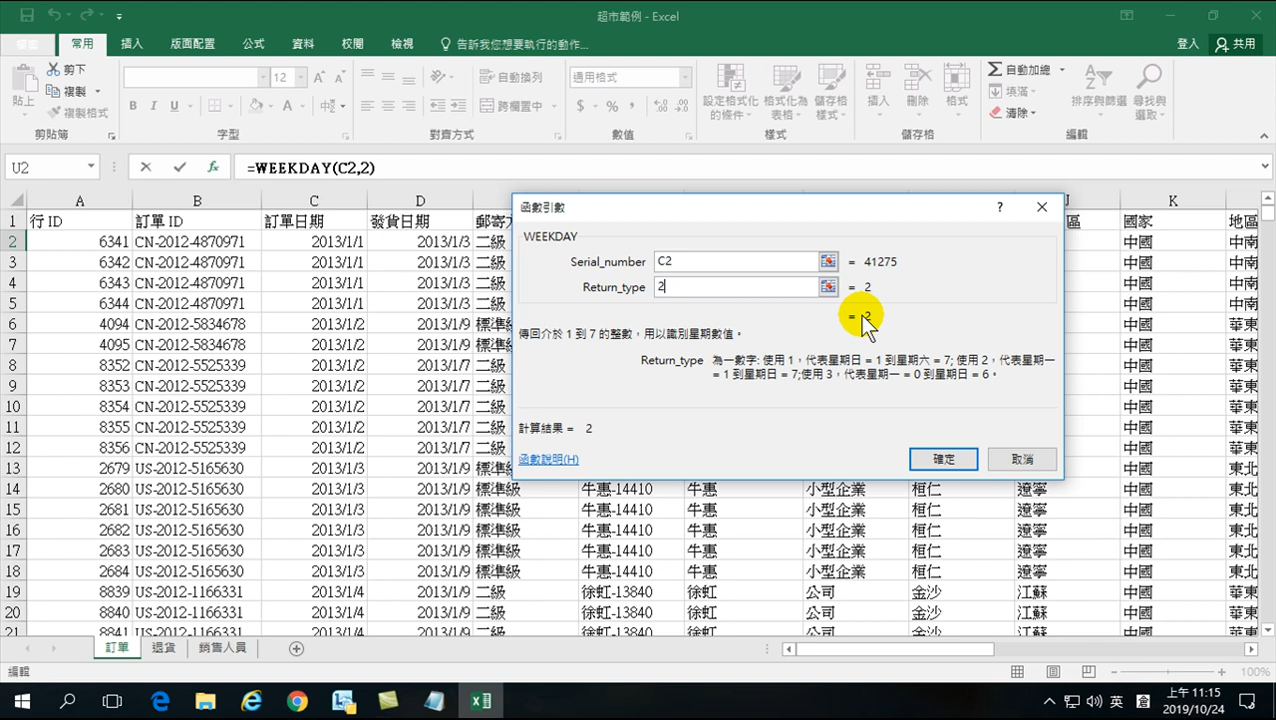 超市範例 - Excel
檔案 常用 插入 版面配置 公式 資料 校閱 檢視 告訴我您想要執行的動作... 登入 共用
貼上 剪下 複製 複製格式 剪貼簿
12 A A B I U A 中 字型
自動換列 跨欄置中 對齊方式
通用格式 $ % , 數值
設定格式化的條件 格式化為表格 儲存格樣式 樣式
插入 刪除 格式 儲存格
自動加總 填滿 清除 排序與篩選 尋找與選取 編輯
U2 fx =WEEKDAY(C2,2)
A B C D K
1 行 ID 訂單 ID 訂單日期 發貨日期 區 國家 地區
2 6341 CN-2012-4870971 2013/1/1 2013/1/3 二級 中國 中南
3 6342 CN-2012-4870971 2013/1/1 2013/1/3 二級 中國 中南
4 6343 CN-2012-4870971 2013/1/1 2013/1/3 二級 中國 中南
5 6344 CN-2012-4870971 2013/1/1 2013/1/3 二級 中國 中南
6 4094 CN-2012-5834678 2013/1/2 2013/1/6 標準 中國 華東
7 4095 CN-2012-5834678 2013/1/2 2013/1/6 標準 中國 華東
8 8352 CN-2012-5525339 2013/1/2 2013/1/7 二級 中國 華東
9 8353 CN-2012-5525339 2013/1/2 2013/1/7 二級 中國 華東
10 8354 CN-2012-5525339 2013/1/2 2013/1/7 二級 中國 華東
11 8355 CN-2012-5525339 2013/1/2 2013/1/7 二級 中國 華東
12 8356 CN-2012-5525339 2013/1/2 2013/1/7 二級 中國 華東
13 2679 US-2012-5165630 2013/1/3 2013/1/9 標準 中國 東北
14 2680 US-2012-5165630 2013/1/3 2013/1/9 標準級 牛惠-14410 牛惠 小型企業 桓仁 遼寧 中國 東北
15 2681 US-2012-5165630 2013/1/3 2013/1/9 標準級 牛惠-14410 牛惠 小型企業 桓仁 遼寧 中國 東北
16 2682 US-2012-5165630 2013/1/3 2013/1/9 標準級 牛惠-14410 牛惠 小型企業 桓仁 遼寧 中國 東北
17 2683 US-2012-5165630 2013/1/3 2013/1/9 標準級 牛惠-14410 牛惠 小型企業 桓仁 遼寧 中國 東北
18 2684 US-2012-5165630 2013/1/3 2013/1/9 標準級 牛惠-14410 牛惠 小型企業 桓仁 遼寧 中國 東北
19 8839 US-2012-1166331 2013/1/4 2013/1/9 二級 徐虹-13840 徐虹 公司 金沙 江蘇 中國 華東
20 8840 US-2012-1166331 2013/1/4 2013/1/9 二級 徐虹-13840 徐虹 公司 金沙 江蘇 中國 華東
21 8841 US-2012-1166331 2013/1/4 2013/1/9 二級 徐虹-13840 徐虹 公司 金沙 江蘇 中國 華東
函數引數 ?
WEEKDAY
Serial_number C2 = 41275
Return_type 2 = 2
= 2
傳回介於 1 到 7 的整數，用以識別星期數值。
Return_type 為一數字: 使用 1，代表星期日 = 1 到星期六 = 7; 使用 2，代表星期一
= 1 到星期日 = 7;使用 3，代表星期一 = 0 到星期日 = 6。
計算結果 = 2
函數說明(H) 確定 取消
訂單 退貨 銷售人員
編輯 100%
英 倉 上午 11:15
2019/10/24